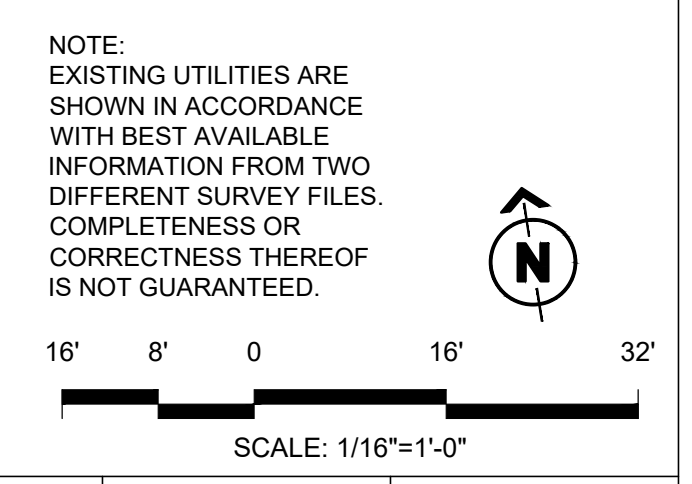 NOTE:
EXISTING UTILITIES ARE
SHOWN IN ACCORDANCE
WITH BEST AVAILABLE
INFORMATION FROM TWO
DIFFERENT SURVEY FILES.
COMPLETENESS OR
CORRECTNESS THEREOF
IS NOT GUARANTEED.
N
16' 8' 0 16' 32'
SCALE: 1/16"=1'-0"